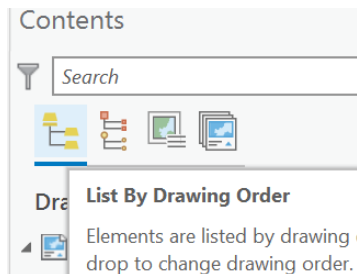 Contents
Search
Dra
List By Drawing Order
Elements are listed by drawing
drop to change drawing order.